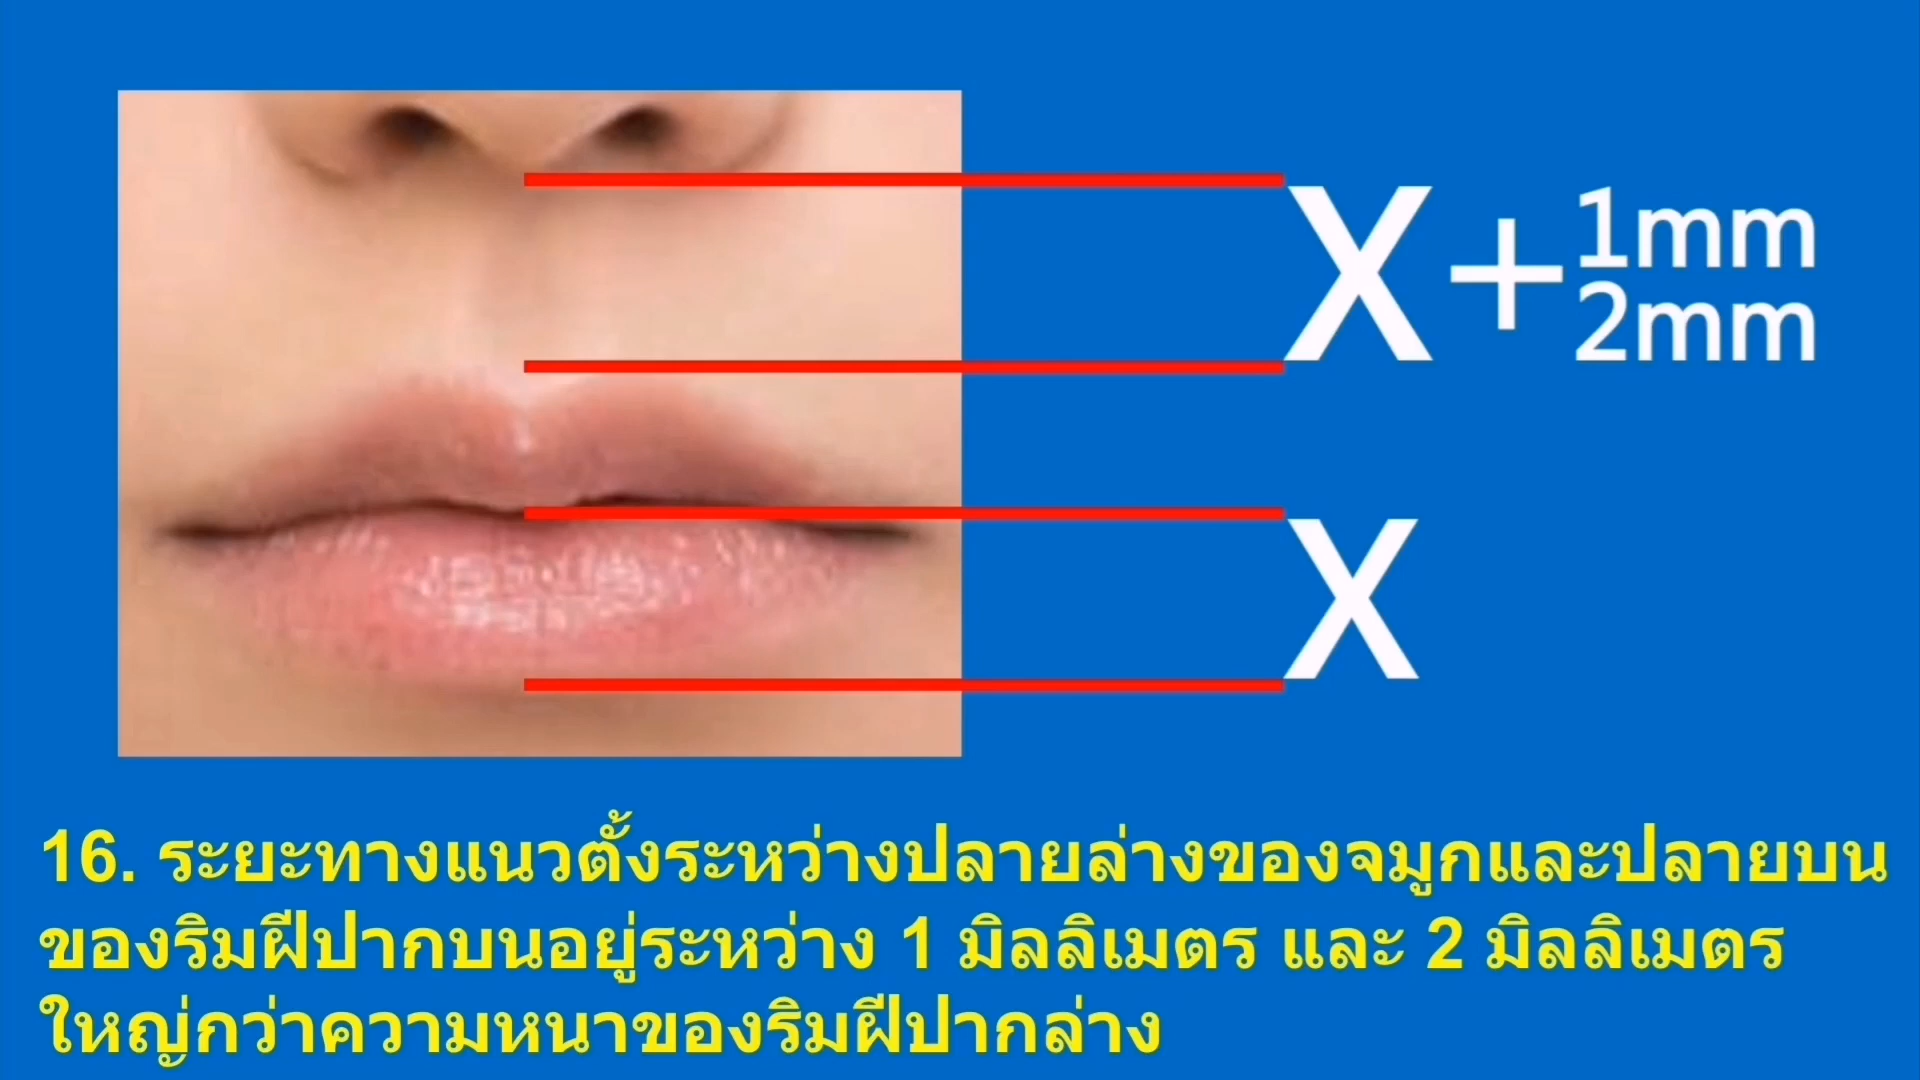 X+1mm
2mm
X
16. ระยะทางแนวตั้งระหว่างปลายล่างของจมูกและปลายบน
ของริมฝีปากบนอยู่ระหว่าง 1 มิลลิเมตร และ 2 มิลลิเมตร
ใหญ่กว่าความหนาของริมฝีปากล่าง